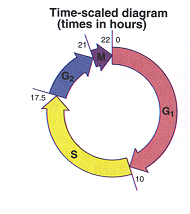 Time-scaled diagram
(times in hours)
22 0
21
M
G2
G1
17.5
S
10